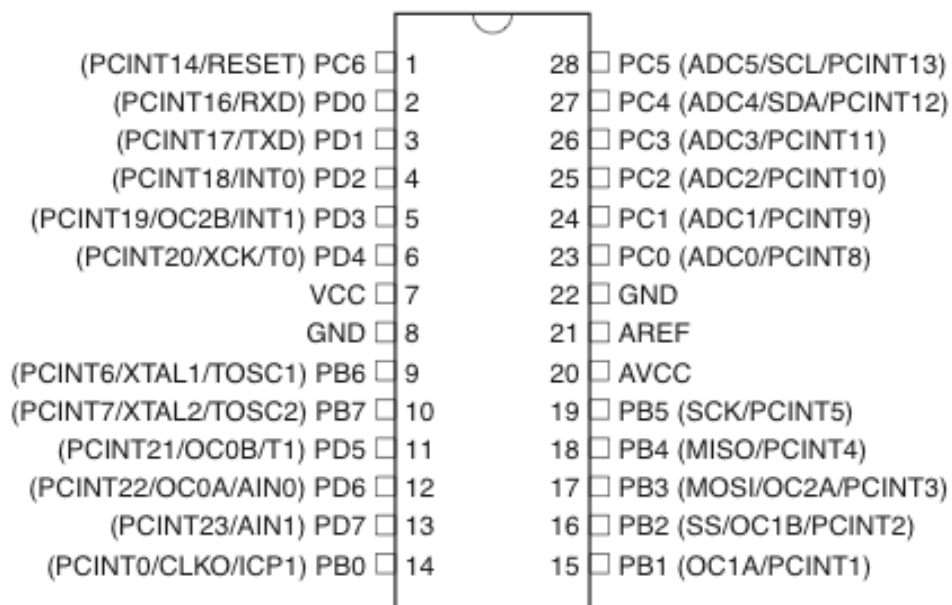 (PCINT14/RESET) PC6 1 28 PC5 (ADC5/SCL/PCINT13)
(PCINT16/RXD) PD0 2 27 PC4 (ADC4/SDA/PCINT12)
(PCINT17/TXD) PD1 3 26 PC3 (ADC3/PCINT11)
(PCINT18/INT0) PD2 4 25 PC2 (ADC2/PCINT10)
(PCINT19/OC2B/INT1) PD3 5 24 PC1 (ADC1/PCINT9)
(PCINT20/XCK/T0) PD4 6 23 PC0 (ADC0/PCINT8)
VCC 7 22 GND
GND 8 21 AREF
(PCINT6/XTAL1/TOSC1) PB6 9 20 AVCC
(PCINT7/XTAL2/TOSC2) PB7 10 19 PB5 (SCK/PCINT5)
(PCINT21/OC0B/T1) PD5 11 18 PB4 (MISO/PCINT4)
(PCINT22/OC0A/AIN0) PD6 12 17 PB3 (MOSI/OC2A/PCINT3)
(PCINT23/AIN1) PD7 13 16 PB2 (SS/OC1B/PCINT2)
(PCINT0/CLKO/ICP1) PB0 14 15 PB1 (OC1A/PCINT1)